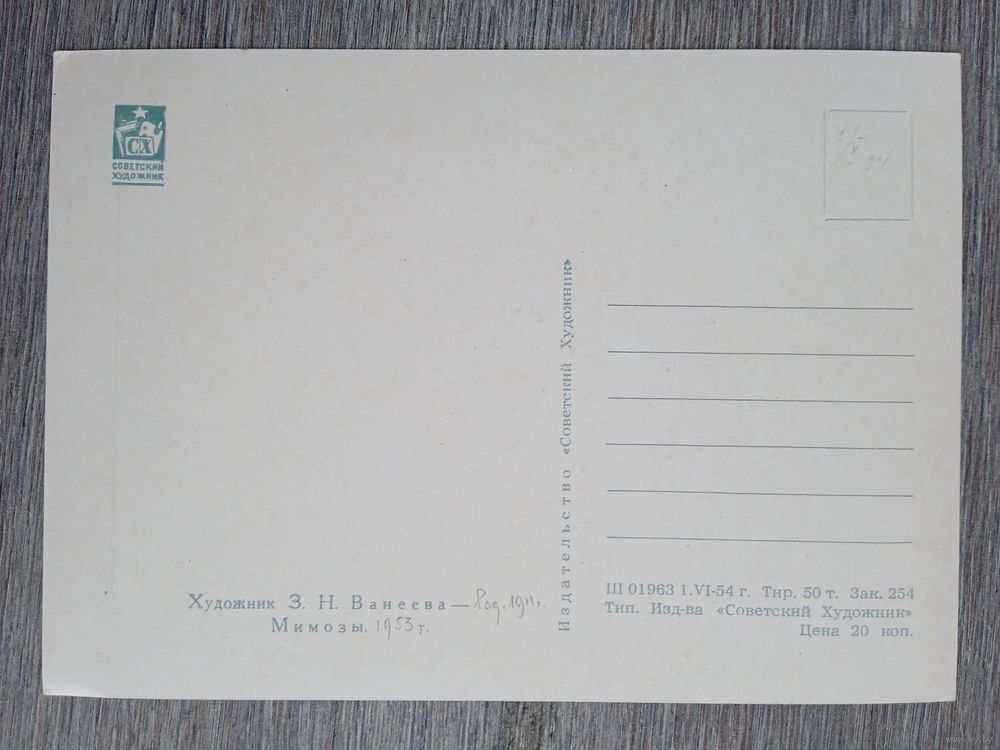 СХ
СОВЕТСКИЙ
ХУДОЖНИК
Издательство «Советский Художник»
Художник З. Н. Ванеева — Род. 1911г.
Мимозы. 1953 г.
Ш 01963 1.VI-54 г. Тир. 50 т. Зак. 254
Тип. Изд-ва «Советский Художник»
Цена 20 коп.